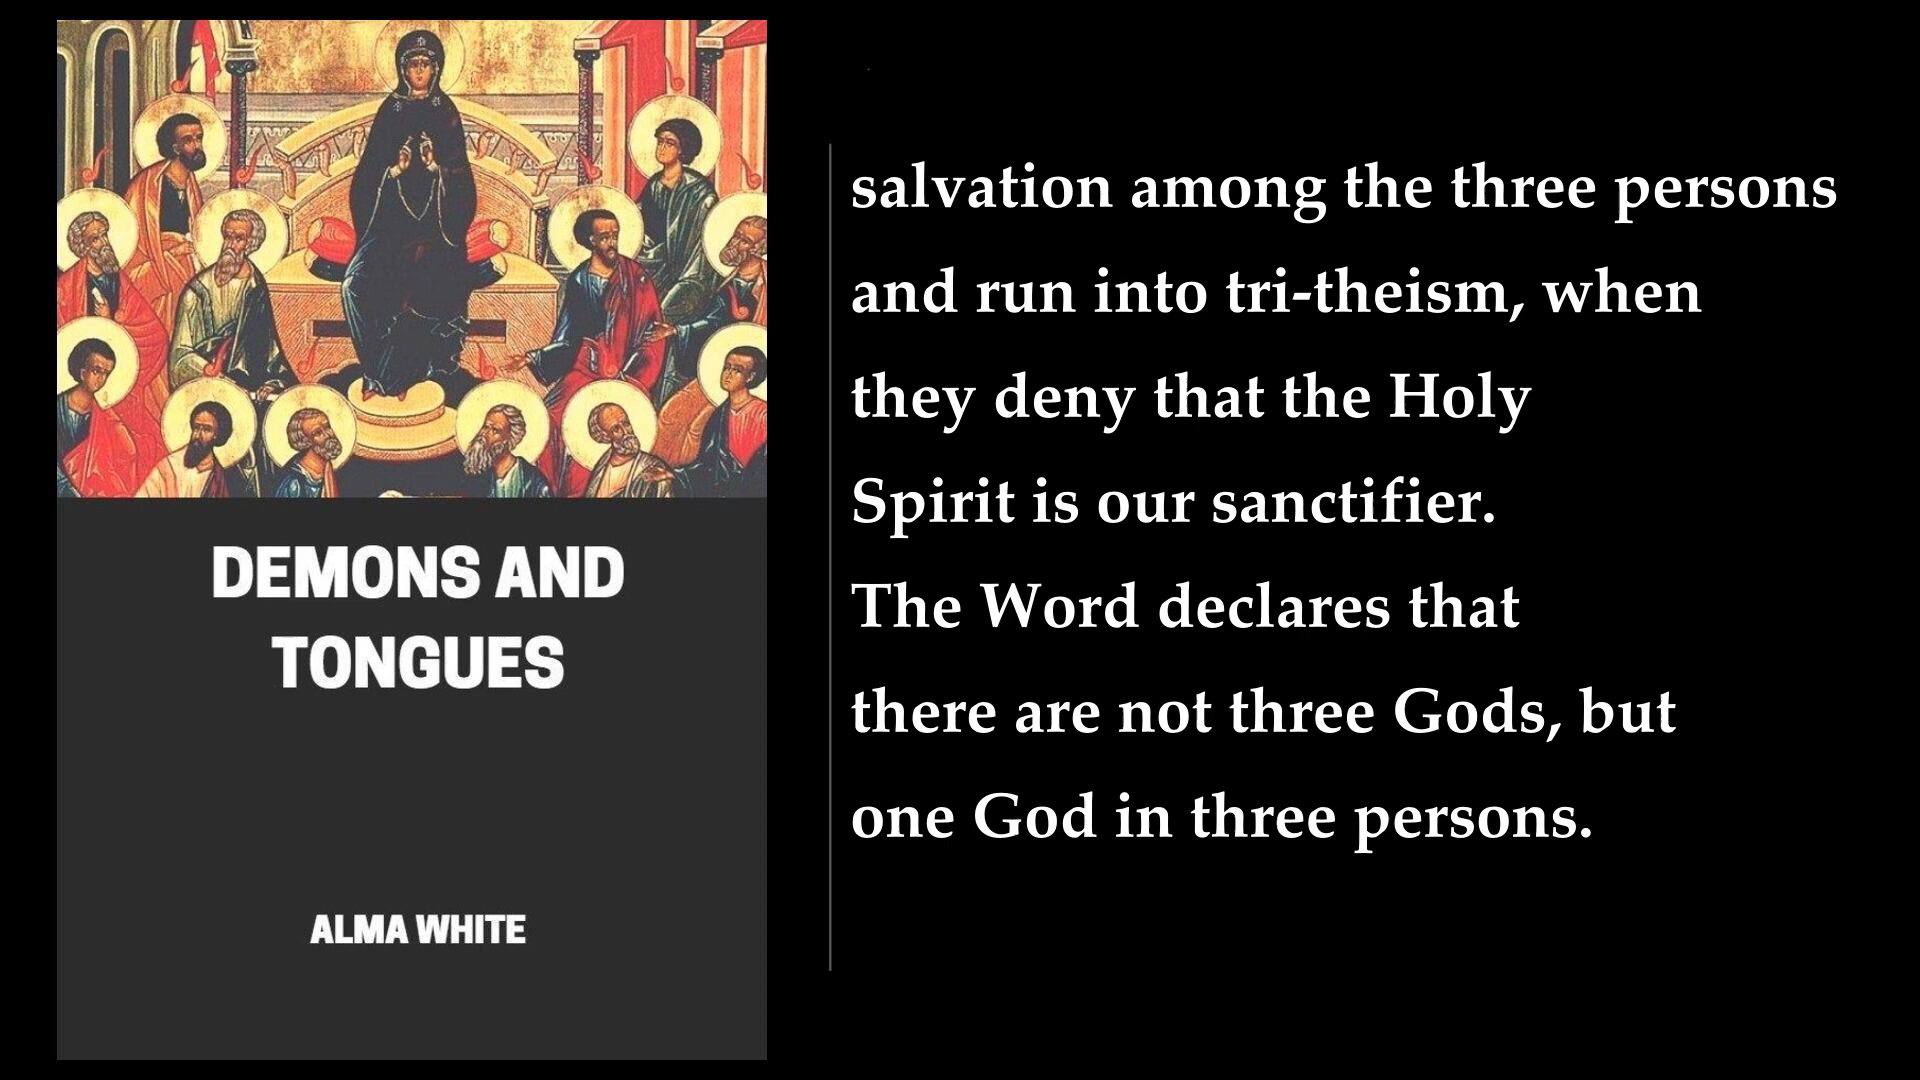 DEMONS AND
TONGUES
ALMA WHITE
salvation among the three persons
and run into tri-theism, when
they deny that the Holy
Spirit is our sanctifier.
The Word declares that
there are not three Gods, but
one God in three persons.